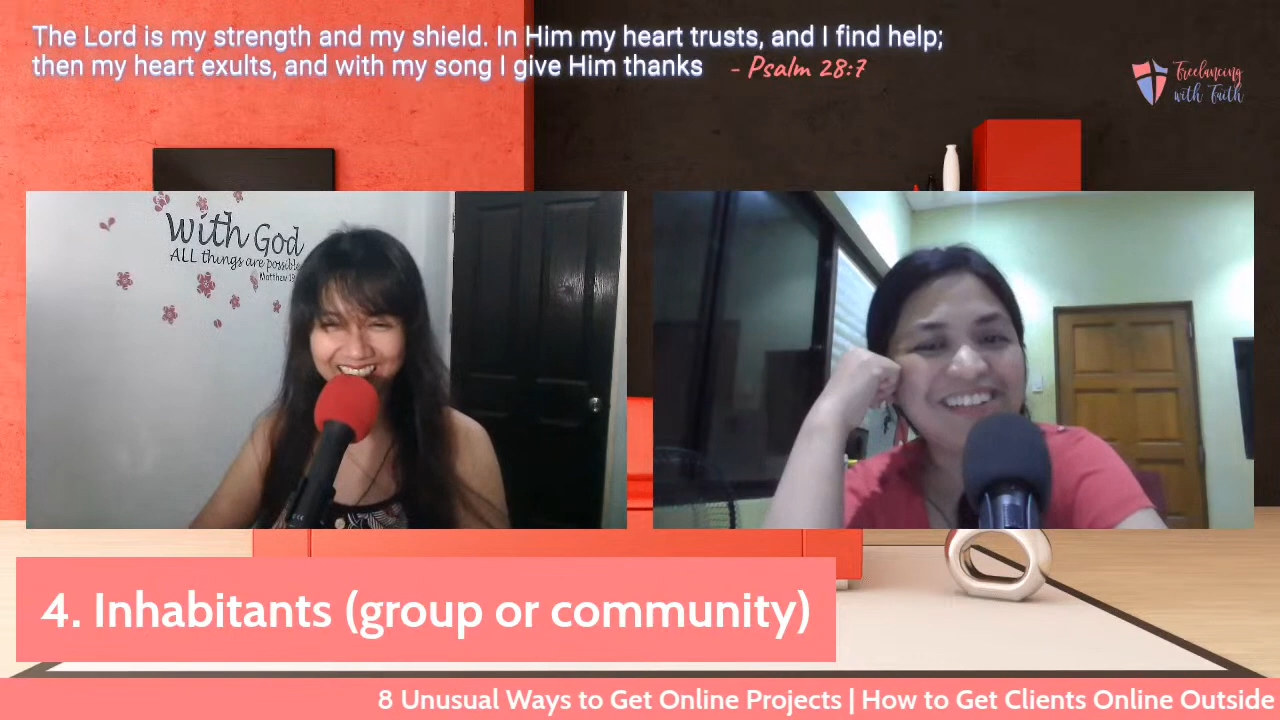 The Lord is my strength and my shield. In Him my heart trusts, and I find help;
then my heart exults, and with my song I give Him thanks - Psalm 28:7
Freelancing
with Faith
With God
ALL things are possible
Matthew
4. Inhabitants (group or community)
8 Unusual Ways to Get Online Projects | How to Get Clients Online Outside